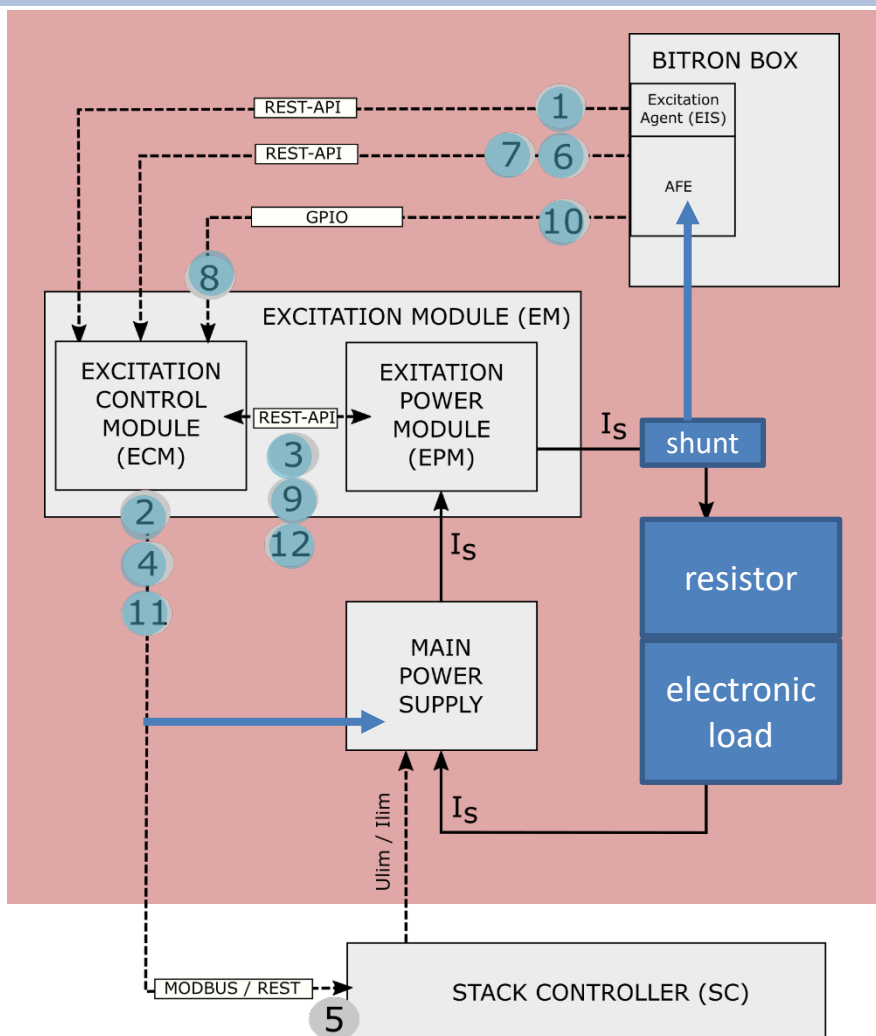 BITRON BOX
Excitation
Agent (EIS)
REST-API
1
REST-API
7
6
AFE
GPIO
10
8
EXCITATION MODULE (EM)
EXCITATION
CONTROL
MODULE
(ECM)
REST-API
EXITATION
POWER
MODULE
(EPM)
3
9
12
IS
shunt
2
4
11
IS
resistor
MAIN
POWER
SUPPLY
electronic
load
Ulim / Ilim
IS
MODBUS / REST
5
STACK CONTROLLER (SC)